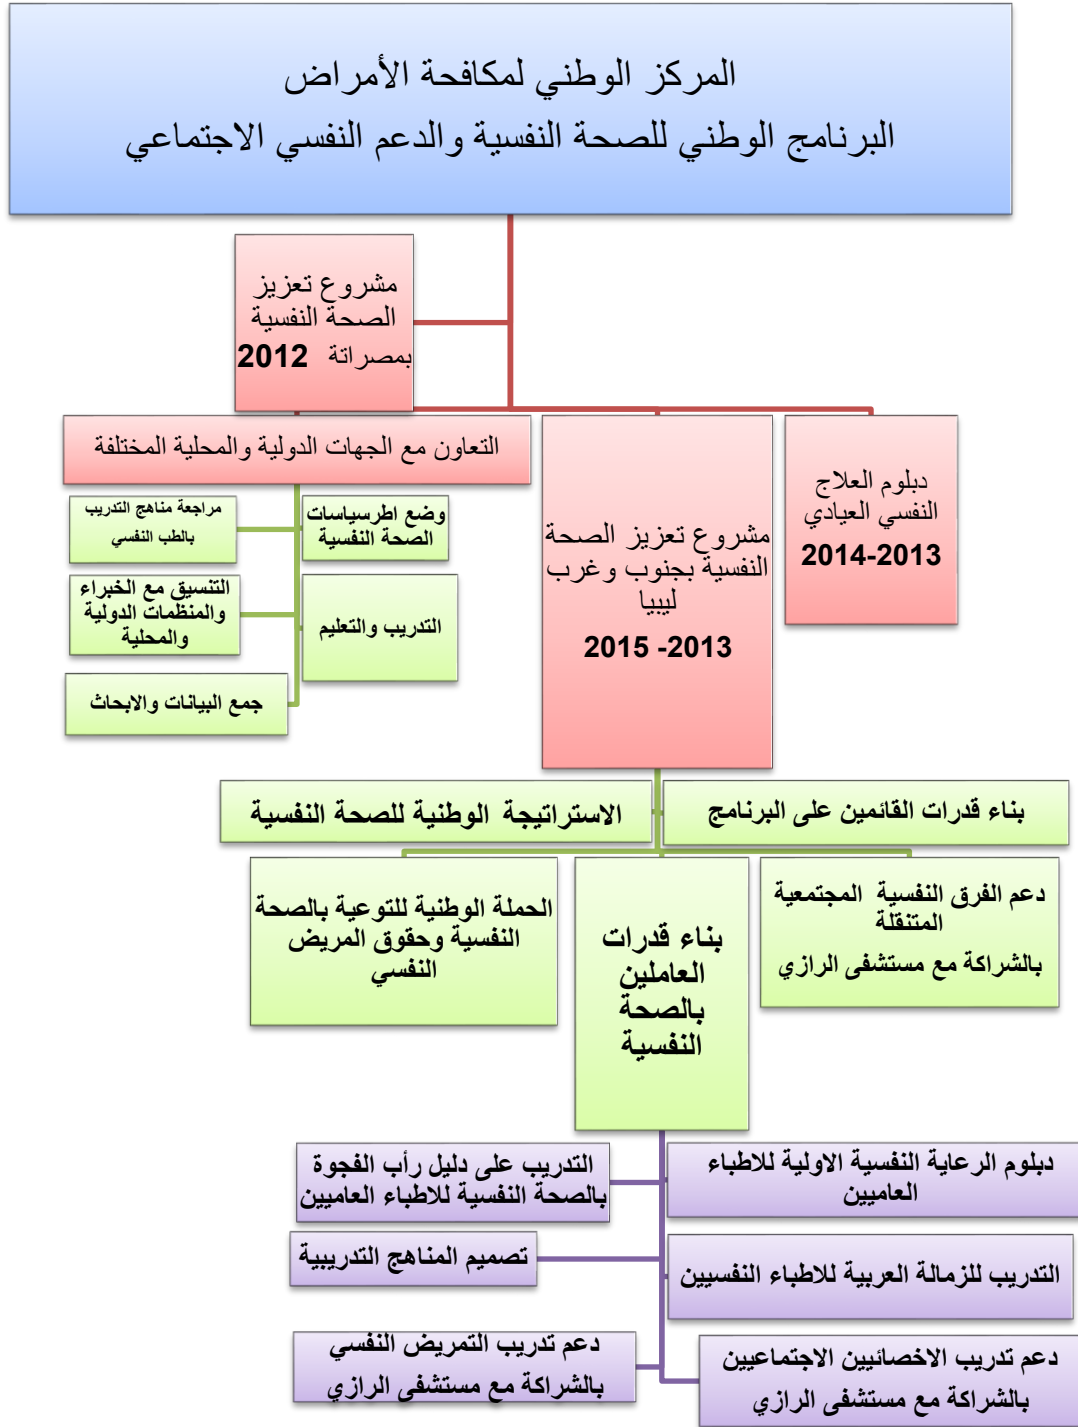 المركز الوطني لمكافحة الأمراض
البرنامج الوطني للصحة النفسية والدعم النفسي الاجتماعي
مشروع تعزيز
الصحة النفسية
بمصراتة 2012
دبلوم العلاج
النفسي العيادي
2014-2013
مشروع تعزيز الصحة
النفسية بجنوب وغرب
ليبيا
2015 -2013
التعاون مع الجهات الدولية والمحلية المختلفة
وضع اطرسياسات
الصحة النفسية
مراجعة مناهج التدريب
بالطب النفسي
التدريب والتعليم
التنسيق مع الخبراء
والمنظمات الدولية
والمحلية
جمع البيانات والابحاث
بناء قدرات القائمين على البرنامج
الاستراتيجة الوطنية للصحة النفسية
دعم الفرق النفسية المجتمعية
المتنقلة
بالشراكة مع مستشفى الرازي
بناء قدرات
العاملين
بالصحة
النفسية
الحملة الوطنية للتوعية بالصحة
النفسية وحقوق المريض
النفسي
دبلوم الرعاية النفسية الاولية للاطباء
العاميين
التدريب على دليل رأب الفجوة
بالصحة النفسية للاطباء العاميين
التدريب للزمالة العربية للاطباء النفسيين
تصميم المناهج التدريبية
دعم تدريب الاخصائيين الاجتماعيين
بالشراكة مع مستشفى الرازي
دعم تدريب التمريض النفسي
بالشراكة مع مستشفى الرازي